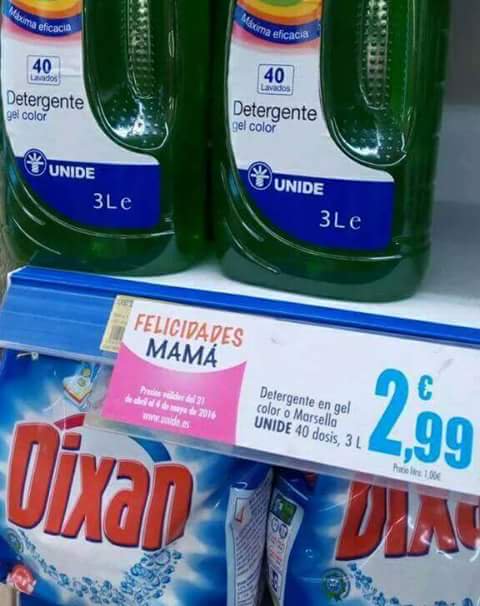 Máxima eficacia
40
Lavados
Detergente
gel color
UNIDE
3L e
Máxima eficacia
40
Lavados
Detergente
gel color
UNIDE
3L e
FELICIDADES
MAMÁ
Precios válidos del 21
de abril al 4 de mayo de 2016
www.unide.es
Detergente en gel
color o Marsella
UNIDE 40 dosis, 3 L
2,99 €
Precio litro: 1,00€
Dixan